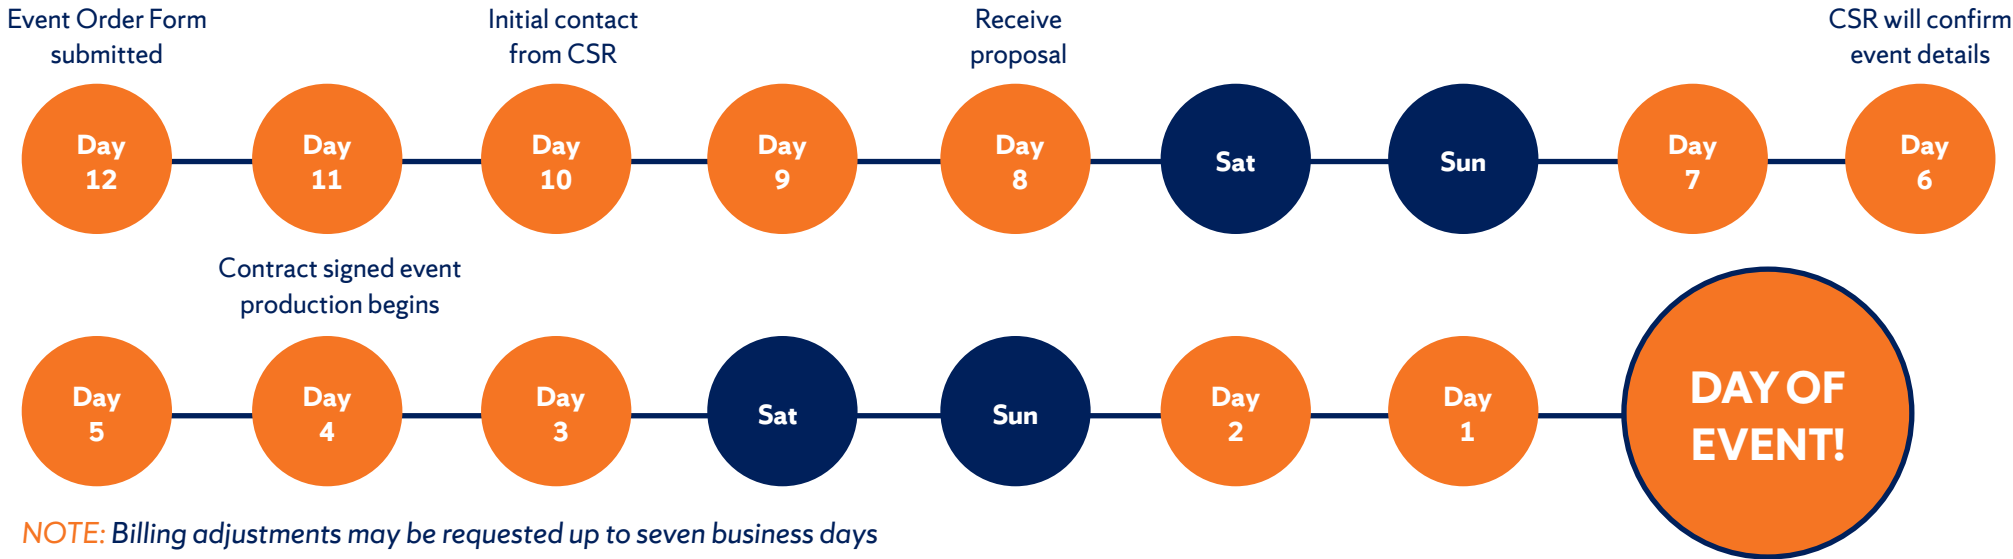 Event Order Form
submitted
Initial contact
from CSR
Receive
proposal
CSR will confirm
event details
Day
12
Day
11
Day
10
Day
9
Day
8
Sat
Sun
Day
7
Day
6
Contract signed event
production begins
Day
5
Day
4
Day
3
Sat
Sun
Day
2
Day
1
DAY OF
EVENT!
NOTE: Billing adjustments may be requested up to seven business days